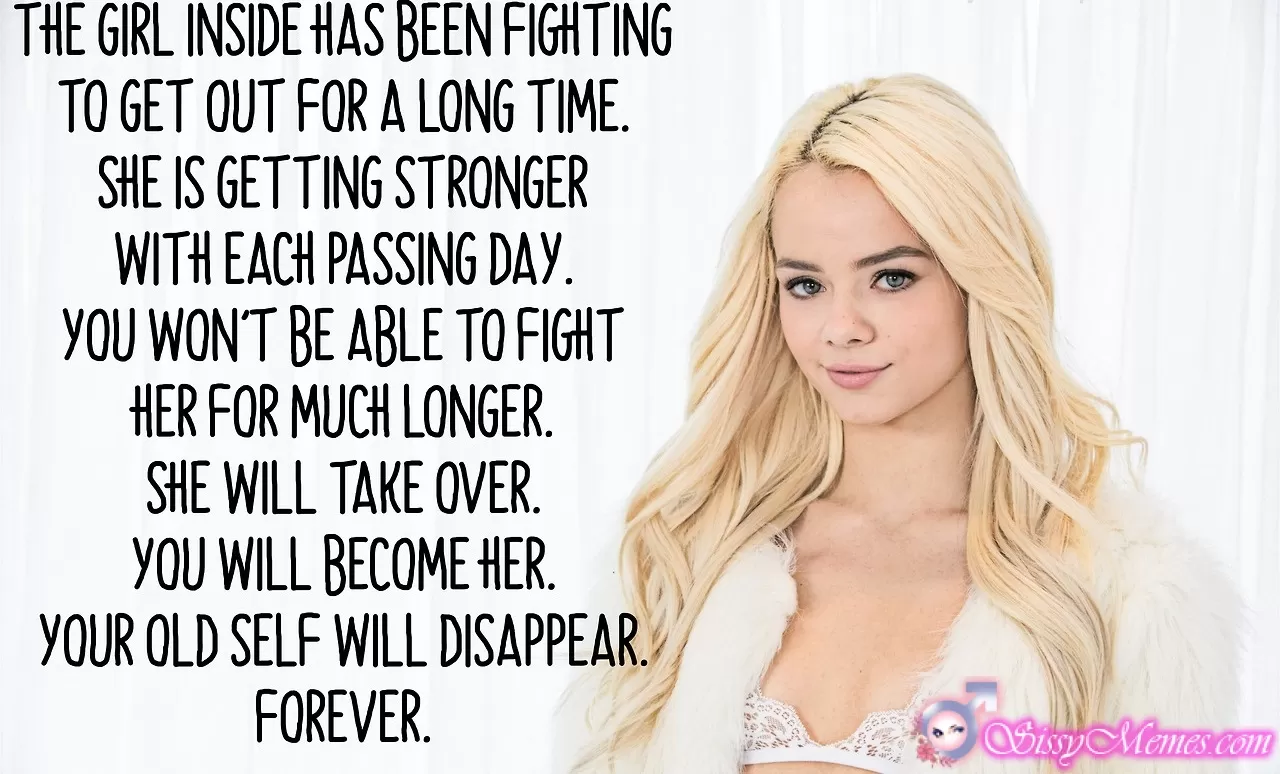 THE GIRL INSIDE HAS BEEN FIGHTING
TO GET OUT FOR A LONG TIME.
SHE IS GETTING STRONGER
WITH EACH PASSING DAY.
YOU WON'T BE ABLE TO FIGHT
HER FOR MUCH LONGER.
SHE WILL TAKE OVER.
YOU WILL BECOME HER.
YOUR OLD SELF WILL DISAPPEAR.
FOREVER.
SissyMemes.com